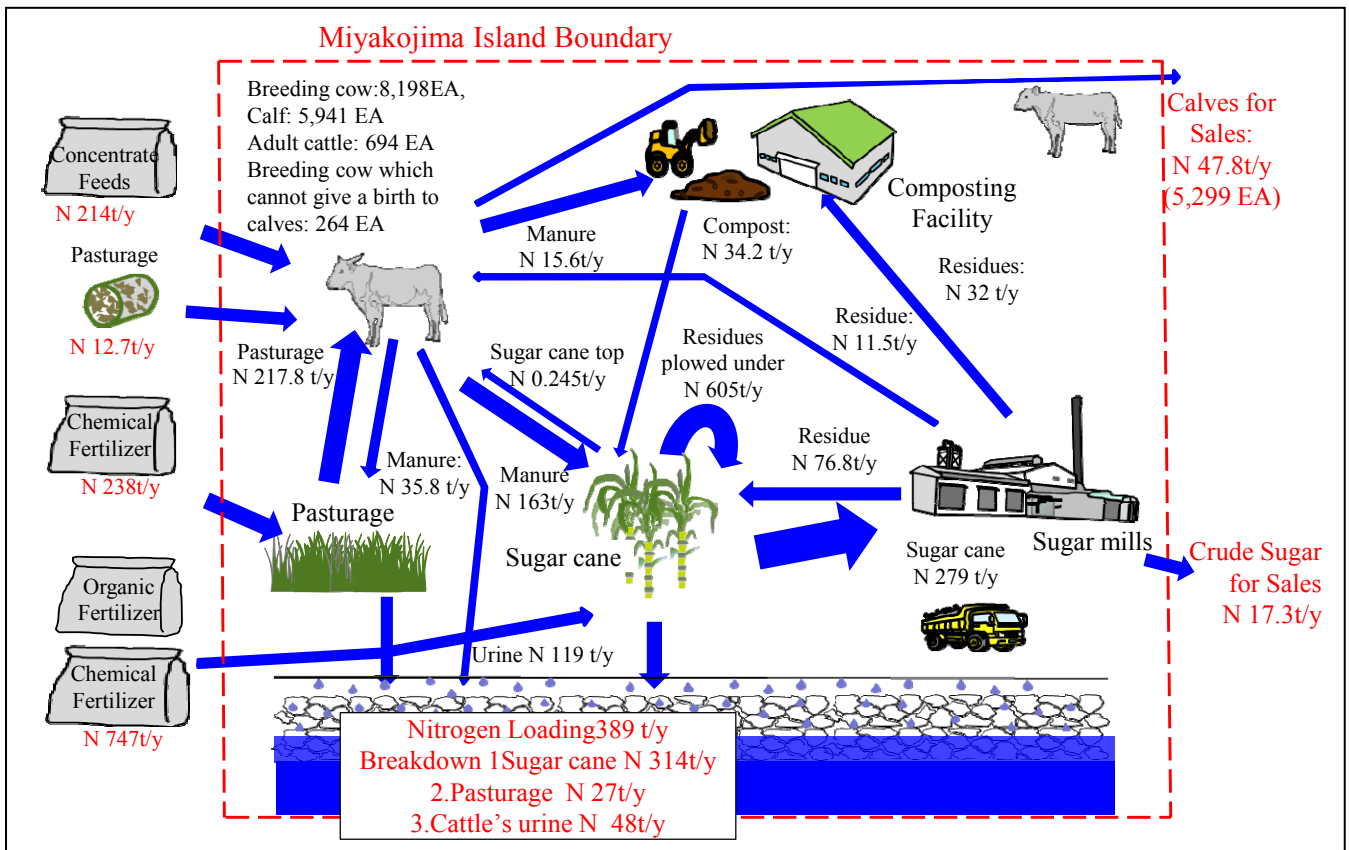 Miyakojima Island Boundary
Breeding cow:8,198EA,
Calf: 5,941 EA
Adult cattle: 694 EA
Breeding cow which
cannot give a birth to
calves: 264 EA
Concentrate
Feeds
N 214t/y
Pasturage
N 12.7t/y
Chemical
Fertilizer
N 238t/y
Organic
Fertilizer
Chemical
Fertilizer
N 747t/y
Calves for
Sales:
N 47.8t/y
(5,299 EA)
Composting
Facility
Manure
N 15.6t/y
Compost:
N 34.2 t/y
Residues:
N 32 t/y
Residue:
N 11.5t/y
Pasturage
N 217.8 t/y
Sugar cane top
N 0.245t/y
Residues
plowed under
N 605t/y
Manure:
N 35.8 t/y
Manure
N 163t/y
Residue
N 76.8t/y
Pasturage
Sugar cane
Sugar mills
Sugar cane
N 279 t/y
Crude Sugar
for Sales
N 17.3t/y
Urine N 119 t/y
Nitrogen Loading389 t/y
Breakdown 1Sugar cane N 314t/y
2.Pasturage N 27t/y
3.Cattle's urine N 48t/y